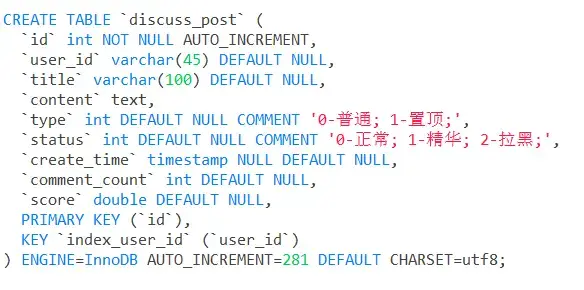 CREATE TABLE `discuss_post` (
  `id` int NOT NULL AUTO_INCREMENT,
  `user_id` varchar(45) DEFAULT NULL,
  `title` varchar(100) DEFAULT NULL,
  `content` text,
  `type` int DEFAULT NULL COMMENT '0-普通; 1-置顶;',
  `status` int DEFAULT NULL COMMENT '0-正常; 1-精华; 2-拉黑;',
  `create_time` timestamp NULL DEFAULT NULL,
  `comment_count` int DEFAULT NULL,
  `score` double DEFAULT NULL,
  PRIMARY KEY (`id`),
  KEY `index_user_id` (`user_id`)
) ENGINE=InnoDB AUTO_INCREMENT=281 DEFAULT CHARSET=utf8;